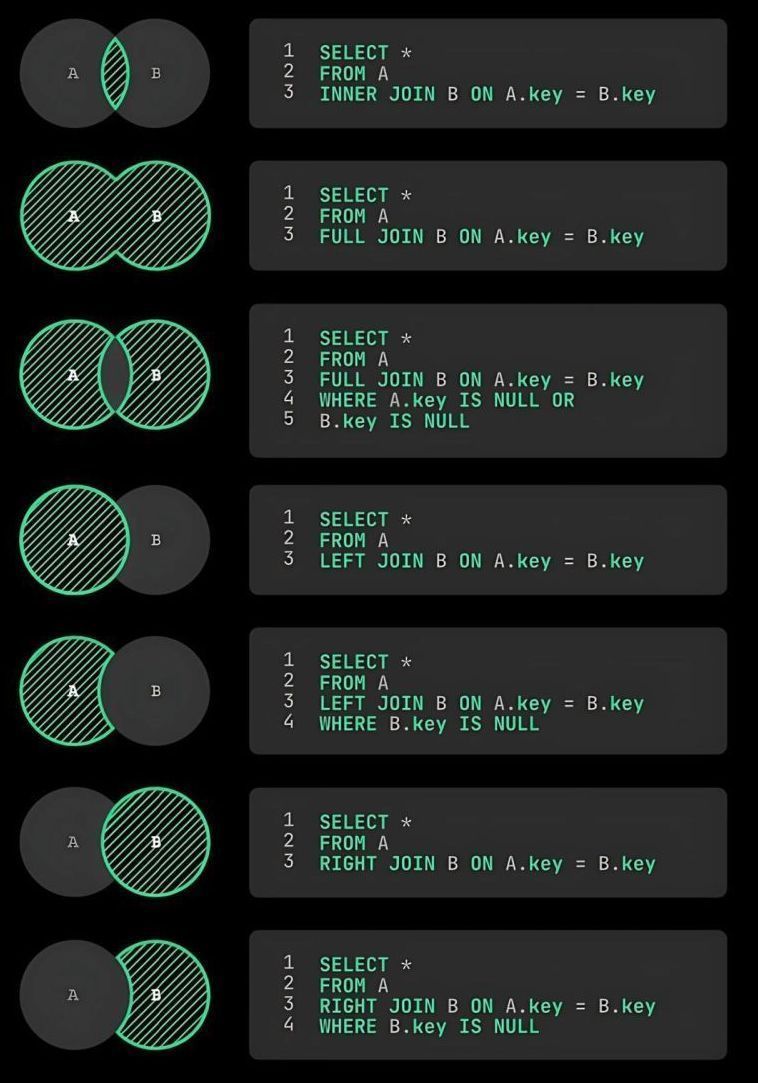 A B
1 SELECT *
2 FROM A
3 INNER JOIN B ON A.key = B.key
A B
1 SELECT *
2 FROM A
3 FULL JOIN B ON A.key = B.key
A B
1 SELECT *
2 FROM A
3 FULL JOIN B ON A.key = B.key
4 WHERE A.key IS NULL OR
5 B.key IS NULL
A B
1 SELECT *
2 FROM A
3 LEFT JOIN B ON A.key = B.key
A B
1 SELECT *
2 FROM A
3 LEFT JOIN B ON A.key = B.key
4 WHERE B.key IS NULL
A B
1 SELECT *
2 FROM A
3 RIGHT JOIN B ON A.key = B.key
A B
1 SELECT *
2 FROM A
3 RIGHT JOIN B ON A.key = B.key
4 WHERE B.key IS NULL